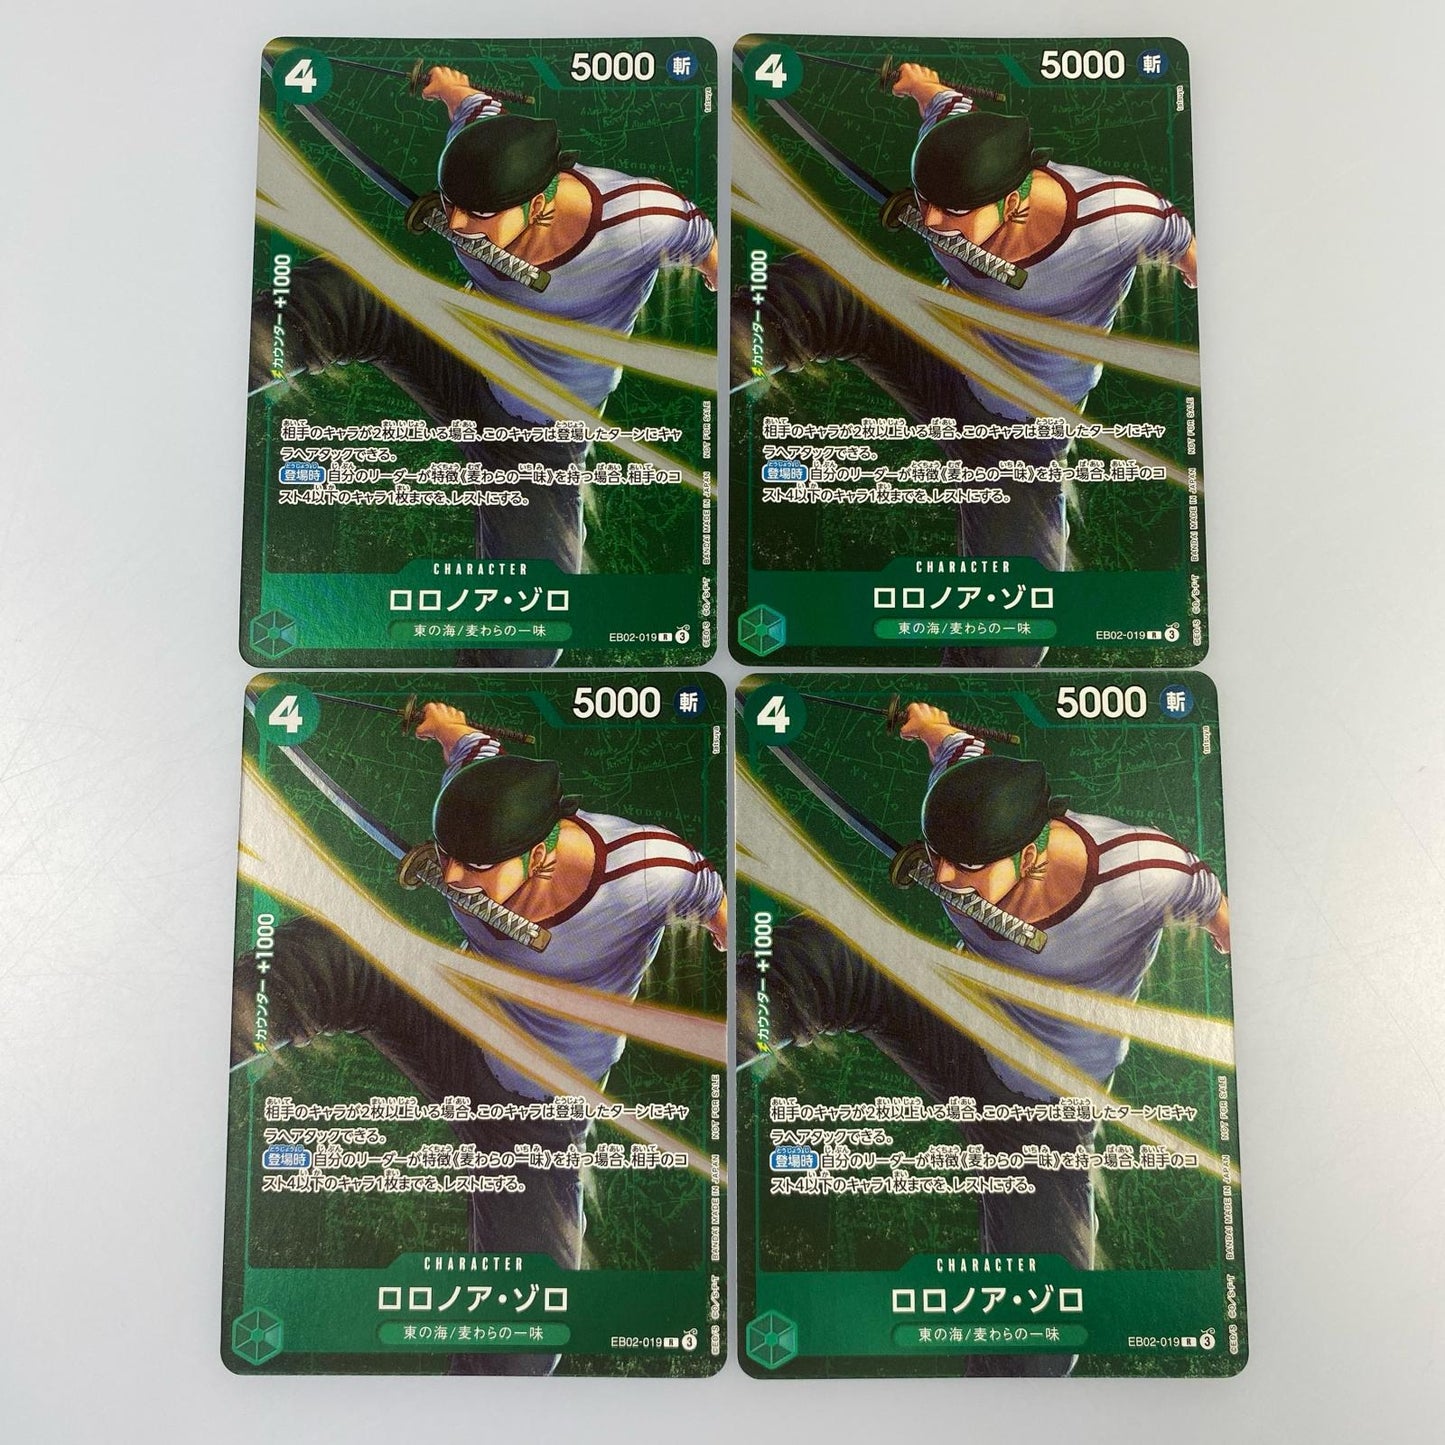 4
5000
斬
tatsuya
カウンター +1000
相手のキャラが2枚以上いる場合、このキャラは登場したターンにキャ
ラへアタックできる。
登場時 自分のリーダーが特徴《麦わらの一味》を持つ場合、相手のコ
スト4以下のキャラ1枚までを、レストにする。
BANDAI MADE IN JAPAN NOT FOR SALE
CHARACTER
ロロノア・ゾロ
東の海/麦わらの一味
EB02-019 R 3
4
5000
斬
tatsuya
カウンター +1000
相手のキャラが2枚以上いる場合、このキャラは登場したターンにキャ
ラへアタックできる。
登場時 自分のリーダーが特徴《麦わらの一味》を持つ場合、相手のコ
スト4以下のキャラ1枚までを、レストにする。
BANDAI MADE IN JAPAN NOT FOR SALE
CHARACTER
ロロノア・ゾロ
東の海/麦わらの一味
EB02-019 R 3
4
5000
斬
tatsuya
カウンター +1000
相手のキャラが2枚以上いる場合、このキャラは登場したターンにキャ
ラへアタックできる。
登場時 自分のリーダーが特徴《麦わらの一味》を持つ場合、相手のコ
スト4以下のキャラ1枚までを、レストにする。
BANDAI MADE IN JAPAN NOT FOR SALE
CHARACTER
ロロノア・ゾロ
東の海/麦わらの一味
EB02-019 R 3
4
5000
斬
tatsuya
カウンター +1000
相手のキャラが2枚以上いる場合、このキャラは登場したターンにキャ
ラへアタックできる。
登場時 自分のリーダーが特徴《麦わらの一味》を持つ場合、相手のコ
スト4以下のキャラ1枚までを、レストにする。
BANDAI MADE IN JAPAN NOT FOR SALE
CHARACTER
ロロノア・ゾロ
東の海/麦わらの一味
EB02-019 R 3